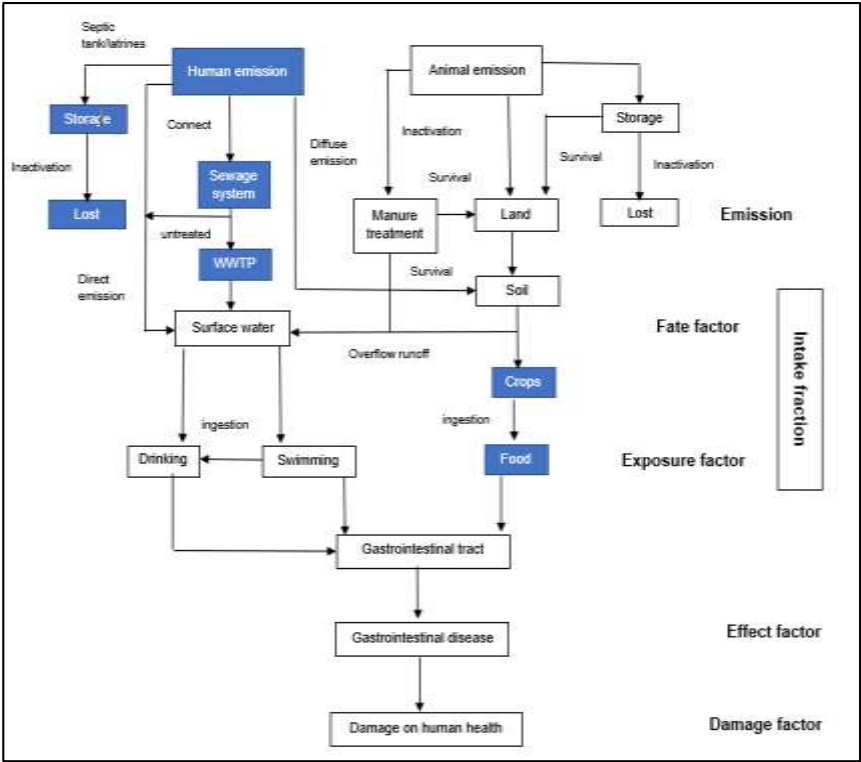 Septic
tank/latrines
Human emission
Animal emission
Storage
Storage
Connect
Diffuse
emission
Inactivation
Survival
Inactivation
Inactivation
Survival
Sewage
system
Lost
Manure
treatment
Land
Lost
Emission
untreated
WWTP
Survival
Direct
emission
Soil
Surface water
Fate factor
Overflow runoff
Intake fraction
Crops
ingestion
ingestion
Drinking
Swimming
Food
Exposure factor
Gastrointestinal tract
Gastrointestinal disease
Effect factor
Damage on human health
Damage factor